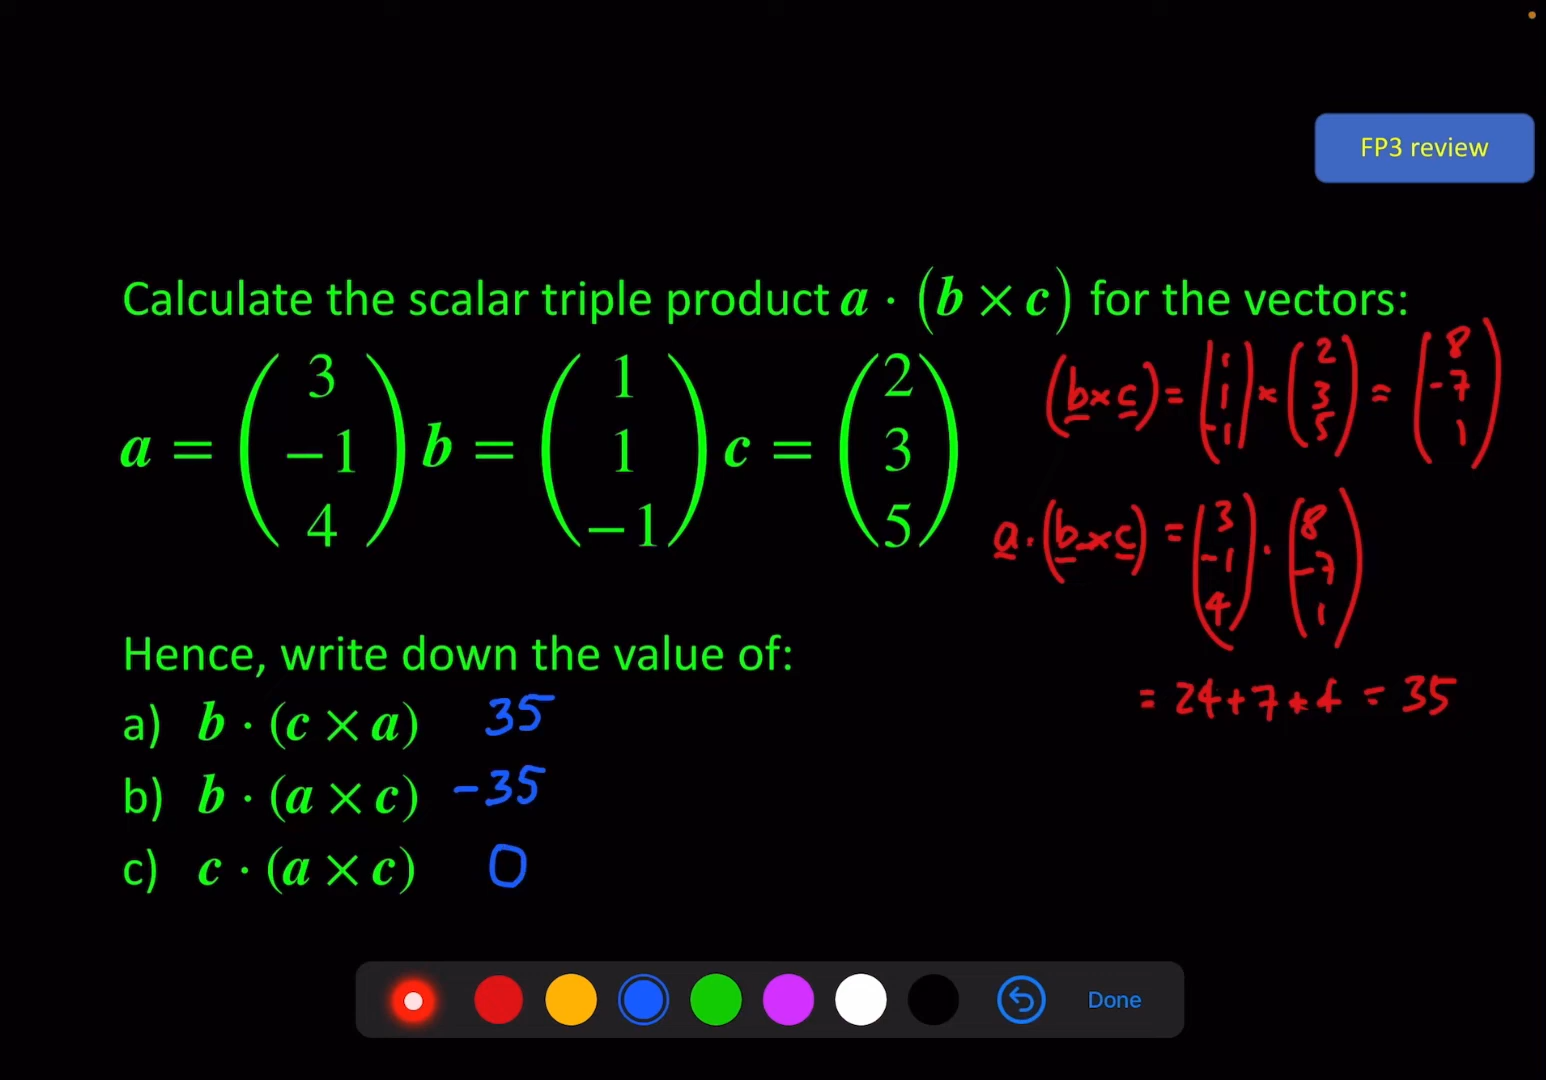 FP3 review
Calculate the scalar triple product a · (b × c) for the vectors:
a = (3 −1 4) b = (1 1 −1) c = (2 3 5)
(b×c) = (1 1 -1) × (2 3 5) = (8 -7 1)
a·(b×c) = (3 -1 4) · (8 -7 1)
= 24+7+4 = 35
Hence, write down the value of:
a) b · (c × a) 35
b) b · (a × c) -35
c) c · (a × c) 0
Done